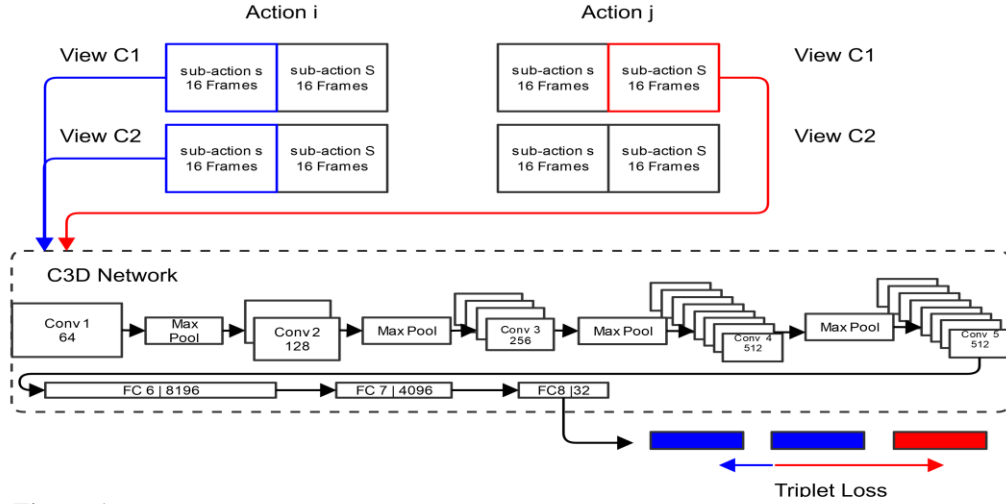 Action i Action j
View C1 View C1
sub-action s sub-action S sub-action s sub-action S
16 Frames 16 Frames 16 Frames 16 Frames
View C2 View C2
sub-action s sub-action S sub-action s sub-action S
16 Frames 16 Frames 16 Frames 16 Frames
C3D Network
Conv 1
64
Max
Pool
Conv 2
128
Max Pool
Conv 3
256
Max Pool
Conv 4
512
Max Pool
Conv 5
512
FC 6 | 8196
FC 7 | 4096
FC8 |32
Triplet Loss